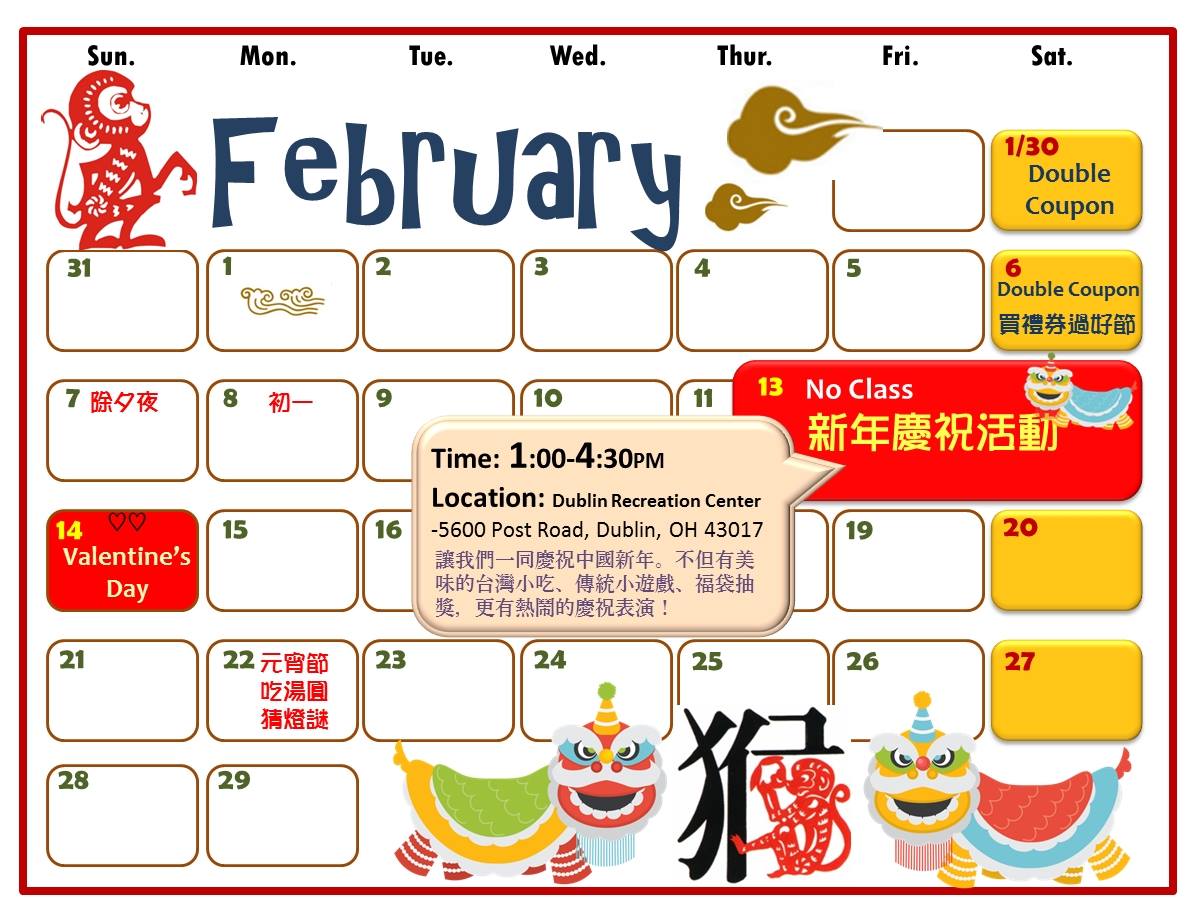 Sun. Mon. Tue. Wed. Thur. Fri. Sat.
February
1/30
Double
Coupon
31 1 2 3 4 5 6
Double Coupon
買禮券過好節
7 除夕夜 8 初一 9 10 11 13 No Class
新年慶祝活動
Time: 1:00-4:30PM
Location: Dublin Recreation Center
-5600 Post Road, Dublin, OH 43017
讓我們一同慶祝中國新年。不但有美
味的台灣小吃、傳統小遊戲、福袋抽
獎，更有熱鬧的慶祝表演！
14 ♡♡ 15 16 19 20
Valentine's
Day
21 22 元宵節 23 24 25 26 27
吃湯圓
猜燈謎
28 29
猴